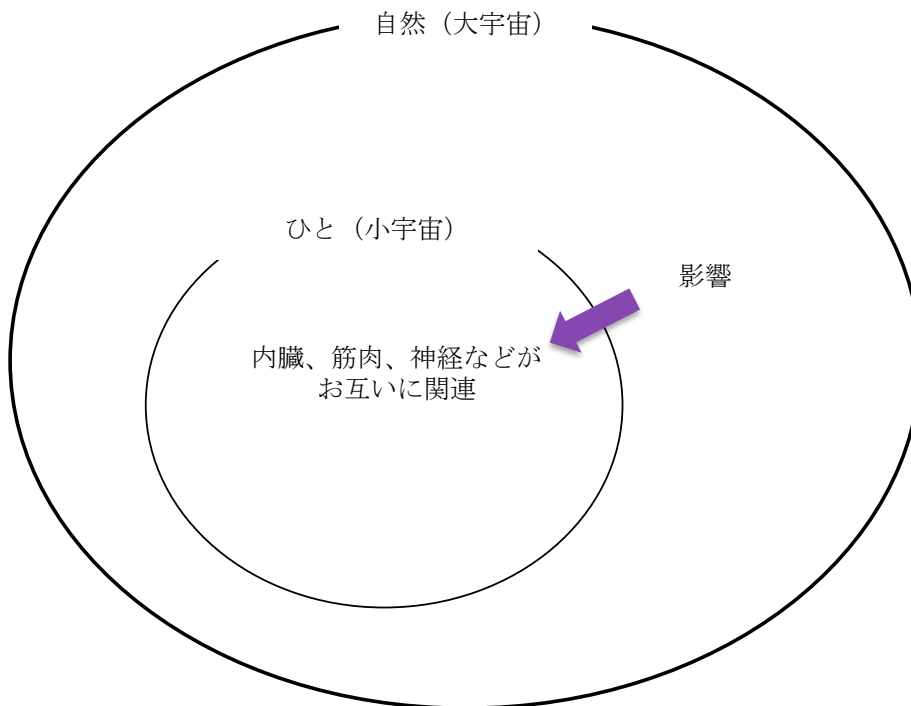 自然（大宇宙）
ひと（小宇宙）
影響
内臓、筋肉、神経などが
お互いに関連